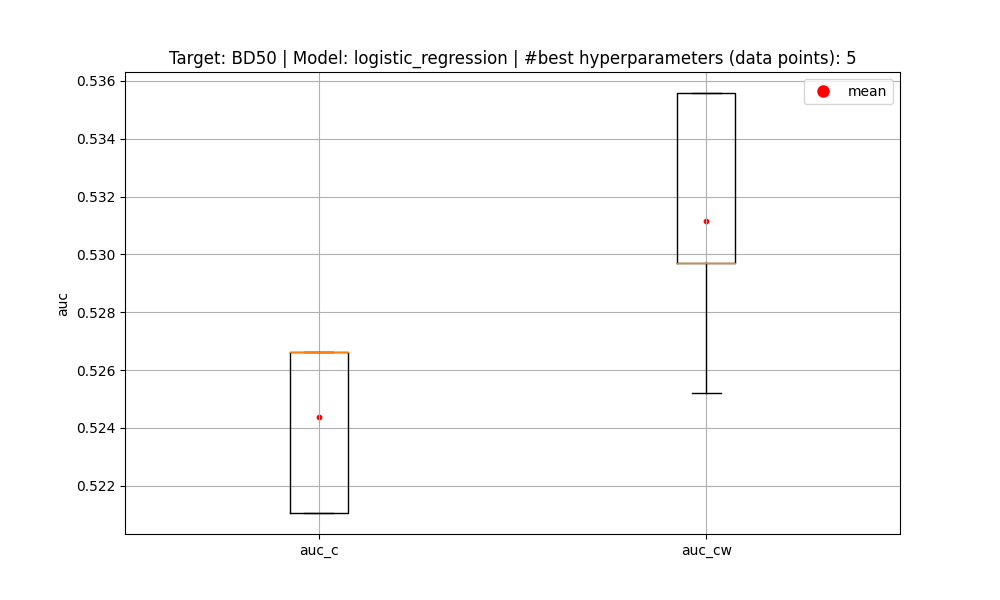 Target: BD50 | Model: logistic_regression | #best hyperparameters (data points): 5
mean
0.536
0.534
0.532
0.530
0.528
0.526
0.524
0.522
auc
auc_c
auc_cw